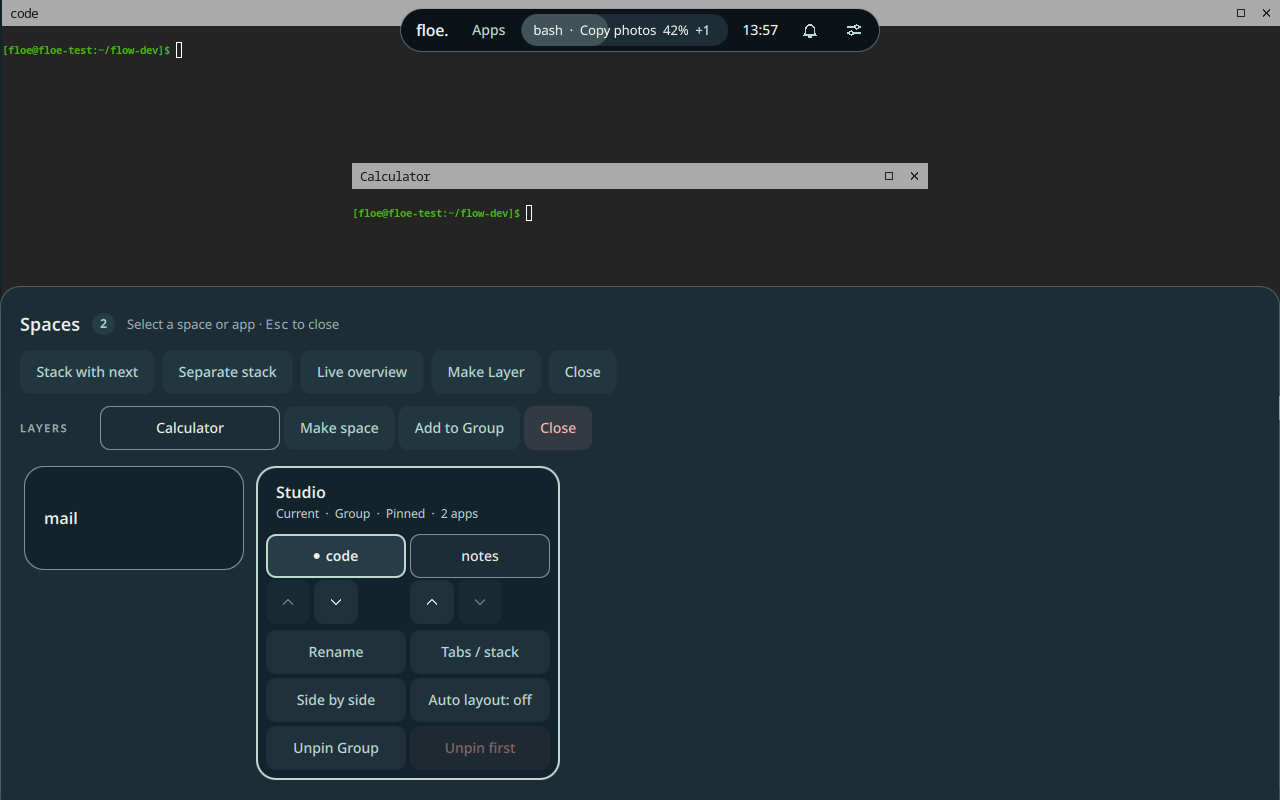 code
floe. Apps bash · Copy photos 42% +1 13:57
[floe@floe-test:~/flow-dev]$
Calculator
[floe@floe-test:~/flow-dev]$
Spaces 2 Select a space or app · Esc to close
Stack with next Separate stack Live overview Make Layer Close
LAYERS Calculator Make space Add to Group Close
mail
Studio
Current · Group · Pinned · 2 apps
• code notes
Rename Tabs / stack
Side by side Auto layout: off
Unpin Group Unpin first